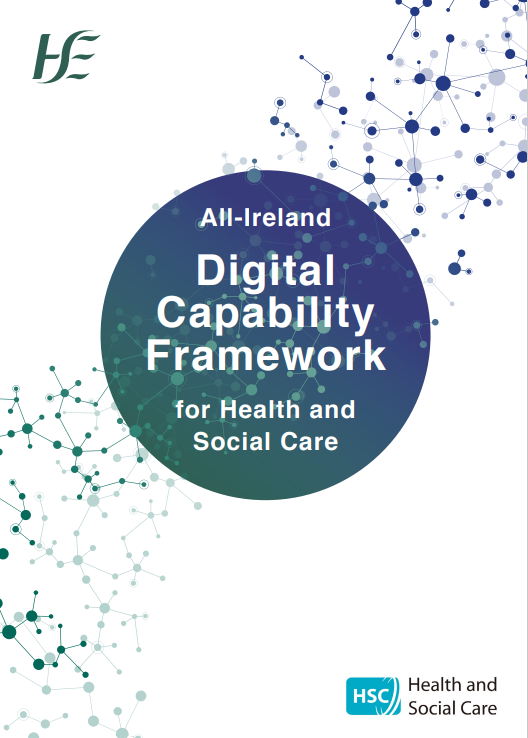 HSE
All-Ireland
Digital
Capability
Framework
for Health and
Social Care
HSC
Health and
Social Care